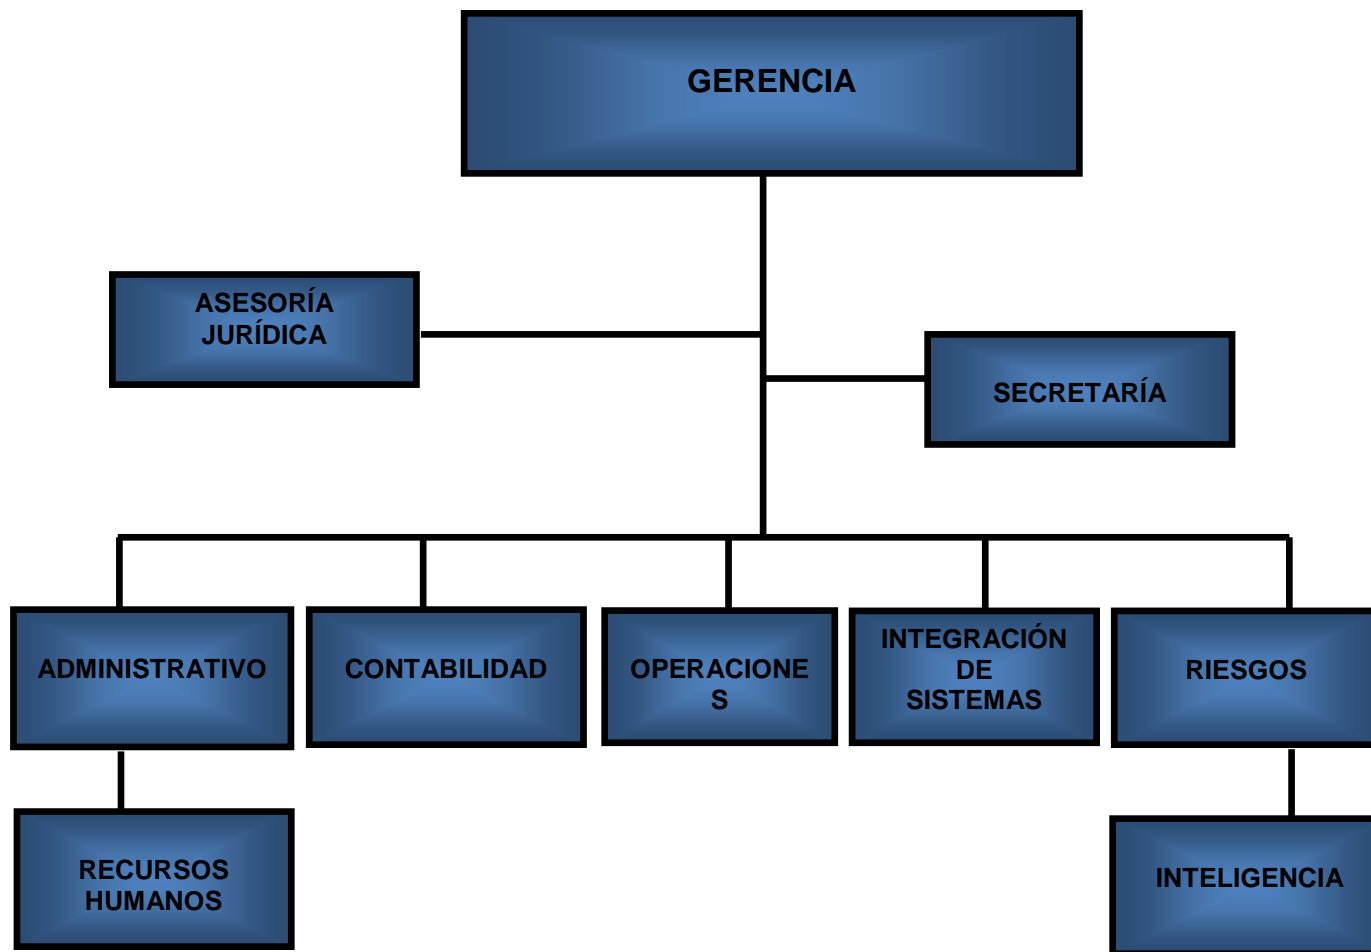 GERENCIA
ASESORÍA
JURÍDICA
SECRETARÍA
ADMINISTRATIVO
CONTABILIDAD
OPERACIONE
S
INTEGRACIÓN
DE
SISTEMAS
RIESGOS
RECURSOS
HUMANOS
INTELIGENCIA